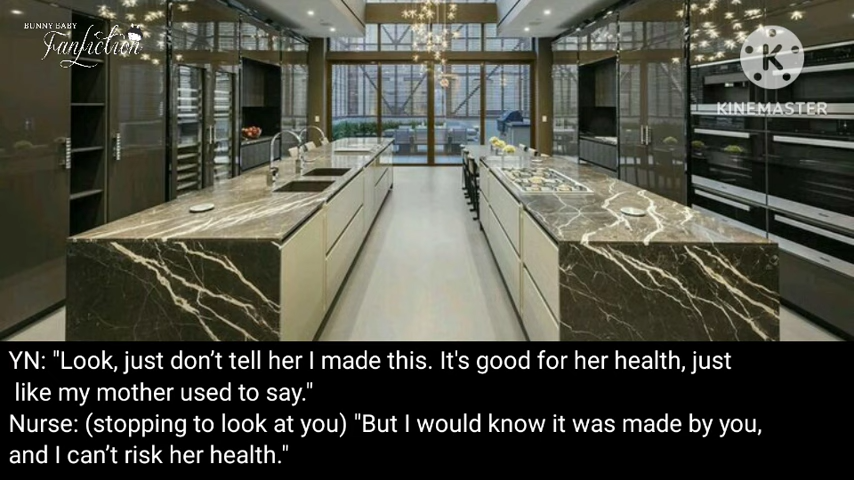 BUNNY BABY
Fanfiction
KINEMASTER
YN: "Look, just don’t tell her I made this. It's good for her health, just
like my mother used to say."
Nurse: (stopping to look at you) "But I would know it was made by you,
and I can’t risk her health."